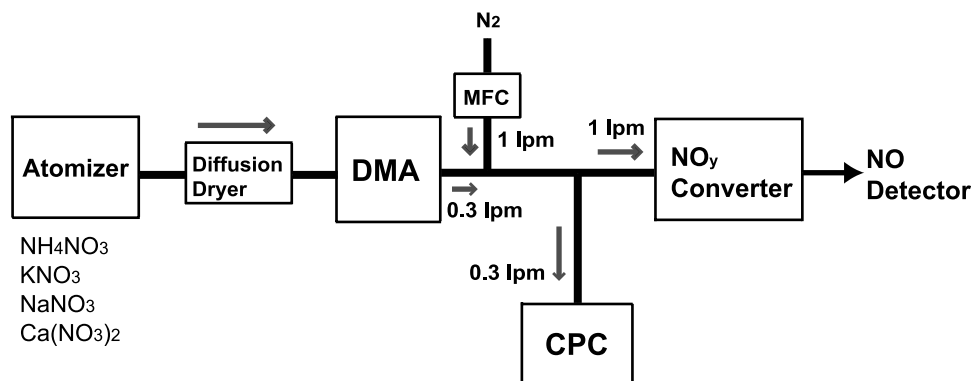 N2
MFC
1 lpm
1 lpm
Atomizer
Diffusion
Dryer
DMA
0.3 lpm
NOy
Converter
NO
Detector
NH4NO3
KNO3
NaNO3
Ca(NO3)2
0.3 lpm
CPC